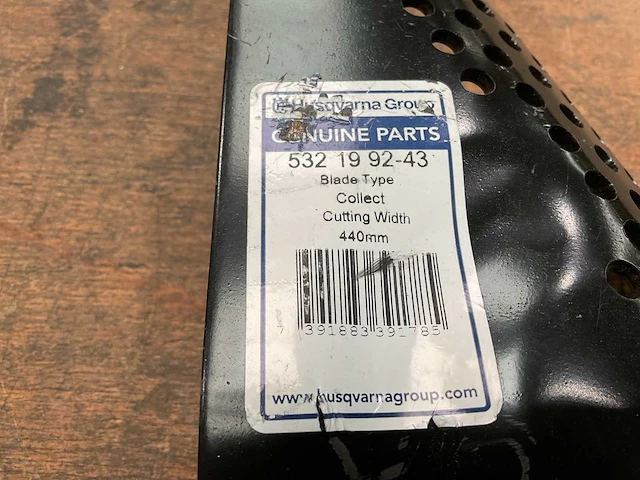 Husqvarna Group
GENUINE PARTS
532 19 92-43
Blade Type
Collect
Cutting Width
440mm
7 391883 391785
www.husqvarnagroup.com